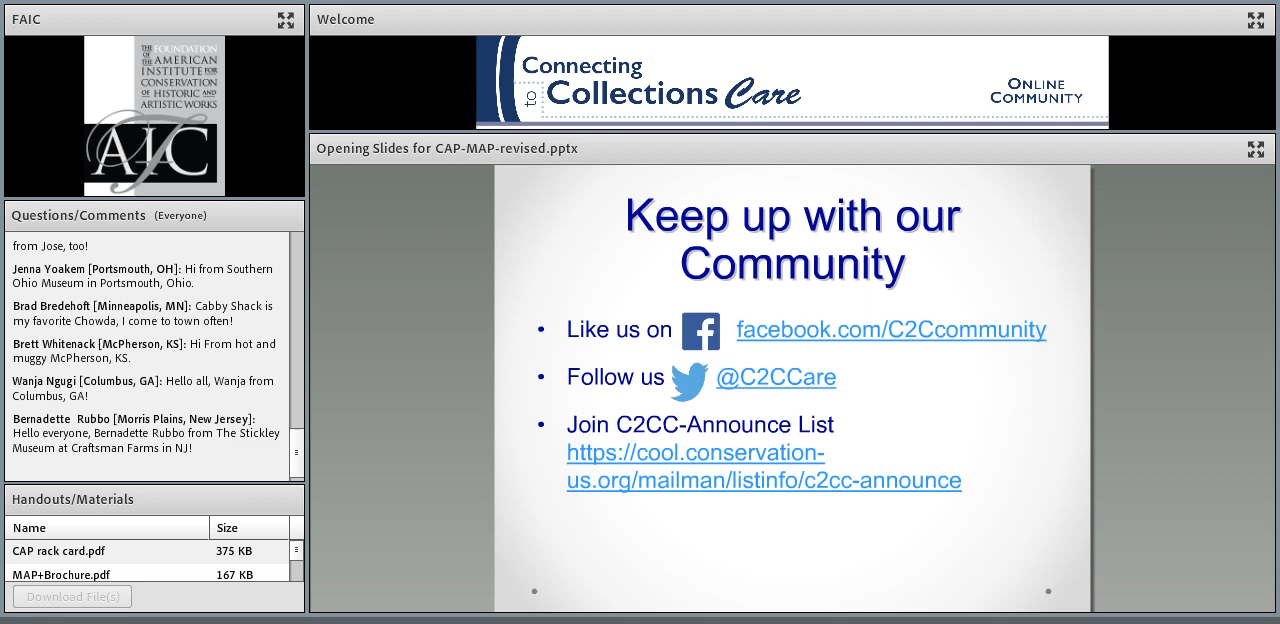 FAIC
THE FOUNDATION
OF THE AMERICAN
INSTITUTE FOR
CONSERVATION
OF HISTORIC AND
ARTISTIC WORKS
AIC
Questions/Comments (Everyone)
from Jose, too!
Jenna Yoakem [Portsmouth, OH]: Hi from Southern
Ohio Museum in Portsmouth, Ohio.
Brad Bredehoft [Minneapolis, MN]: Cabby Shack is
my favorite Chowda, I come to town often!
Brett Whitenack [McPherson, KS]: Hi From hot and
muggy McPherson, KS.
Wanja Ngugi [Columbus, GA]: Hello all, Wanja from
Columbus, GA!
Bernadette Rubbo [Morris Plains, New Jersey]:
Hello everyone, Bernadette Rubbo from The Stickley
Museum at Craftsman Farms in NJ!
Handouts/Materials
Name Size
CAP rack card.pdf 375 KB
MAP+Brochure.pdf 167 KB
Download File(s)
Welcome
Connecting
to Collections Care
ONLINE
COMMUNITY
Opening Slides for CAP-MAP-revised.pptx
Keep up with our
Community
• Like us on facebook.com/C2Ccommunity
• Follow us @C2CCare
• Join C2CC-Announce List
https://cool.conservation-
us.org/mailman/listinfo/c2cc-announce